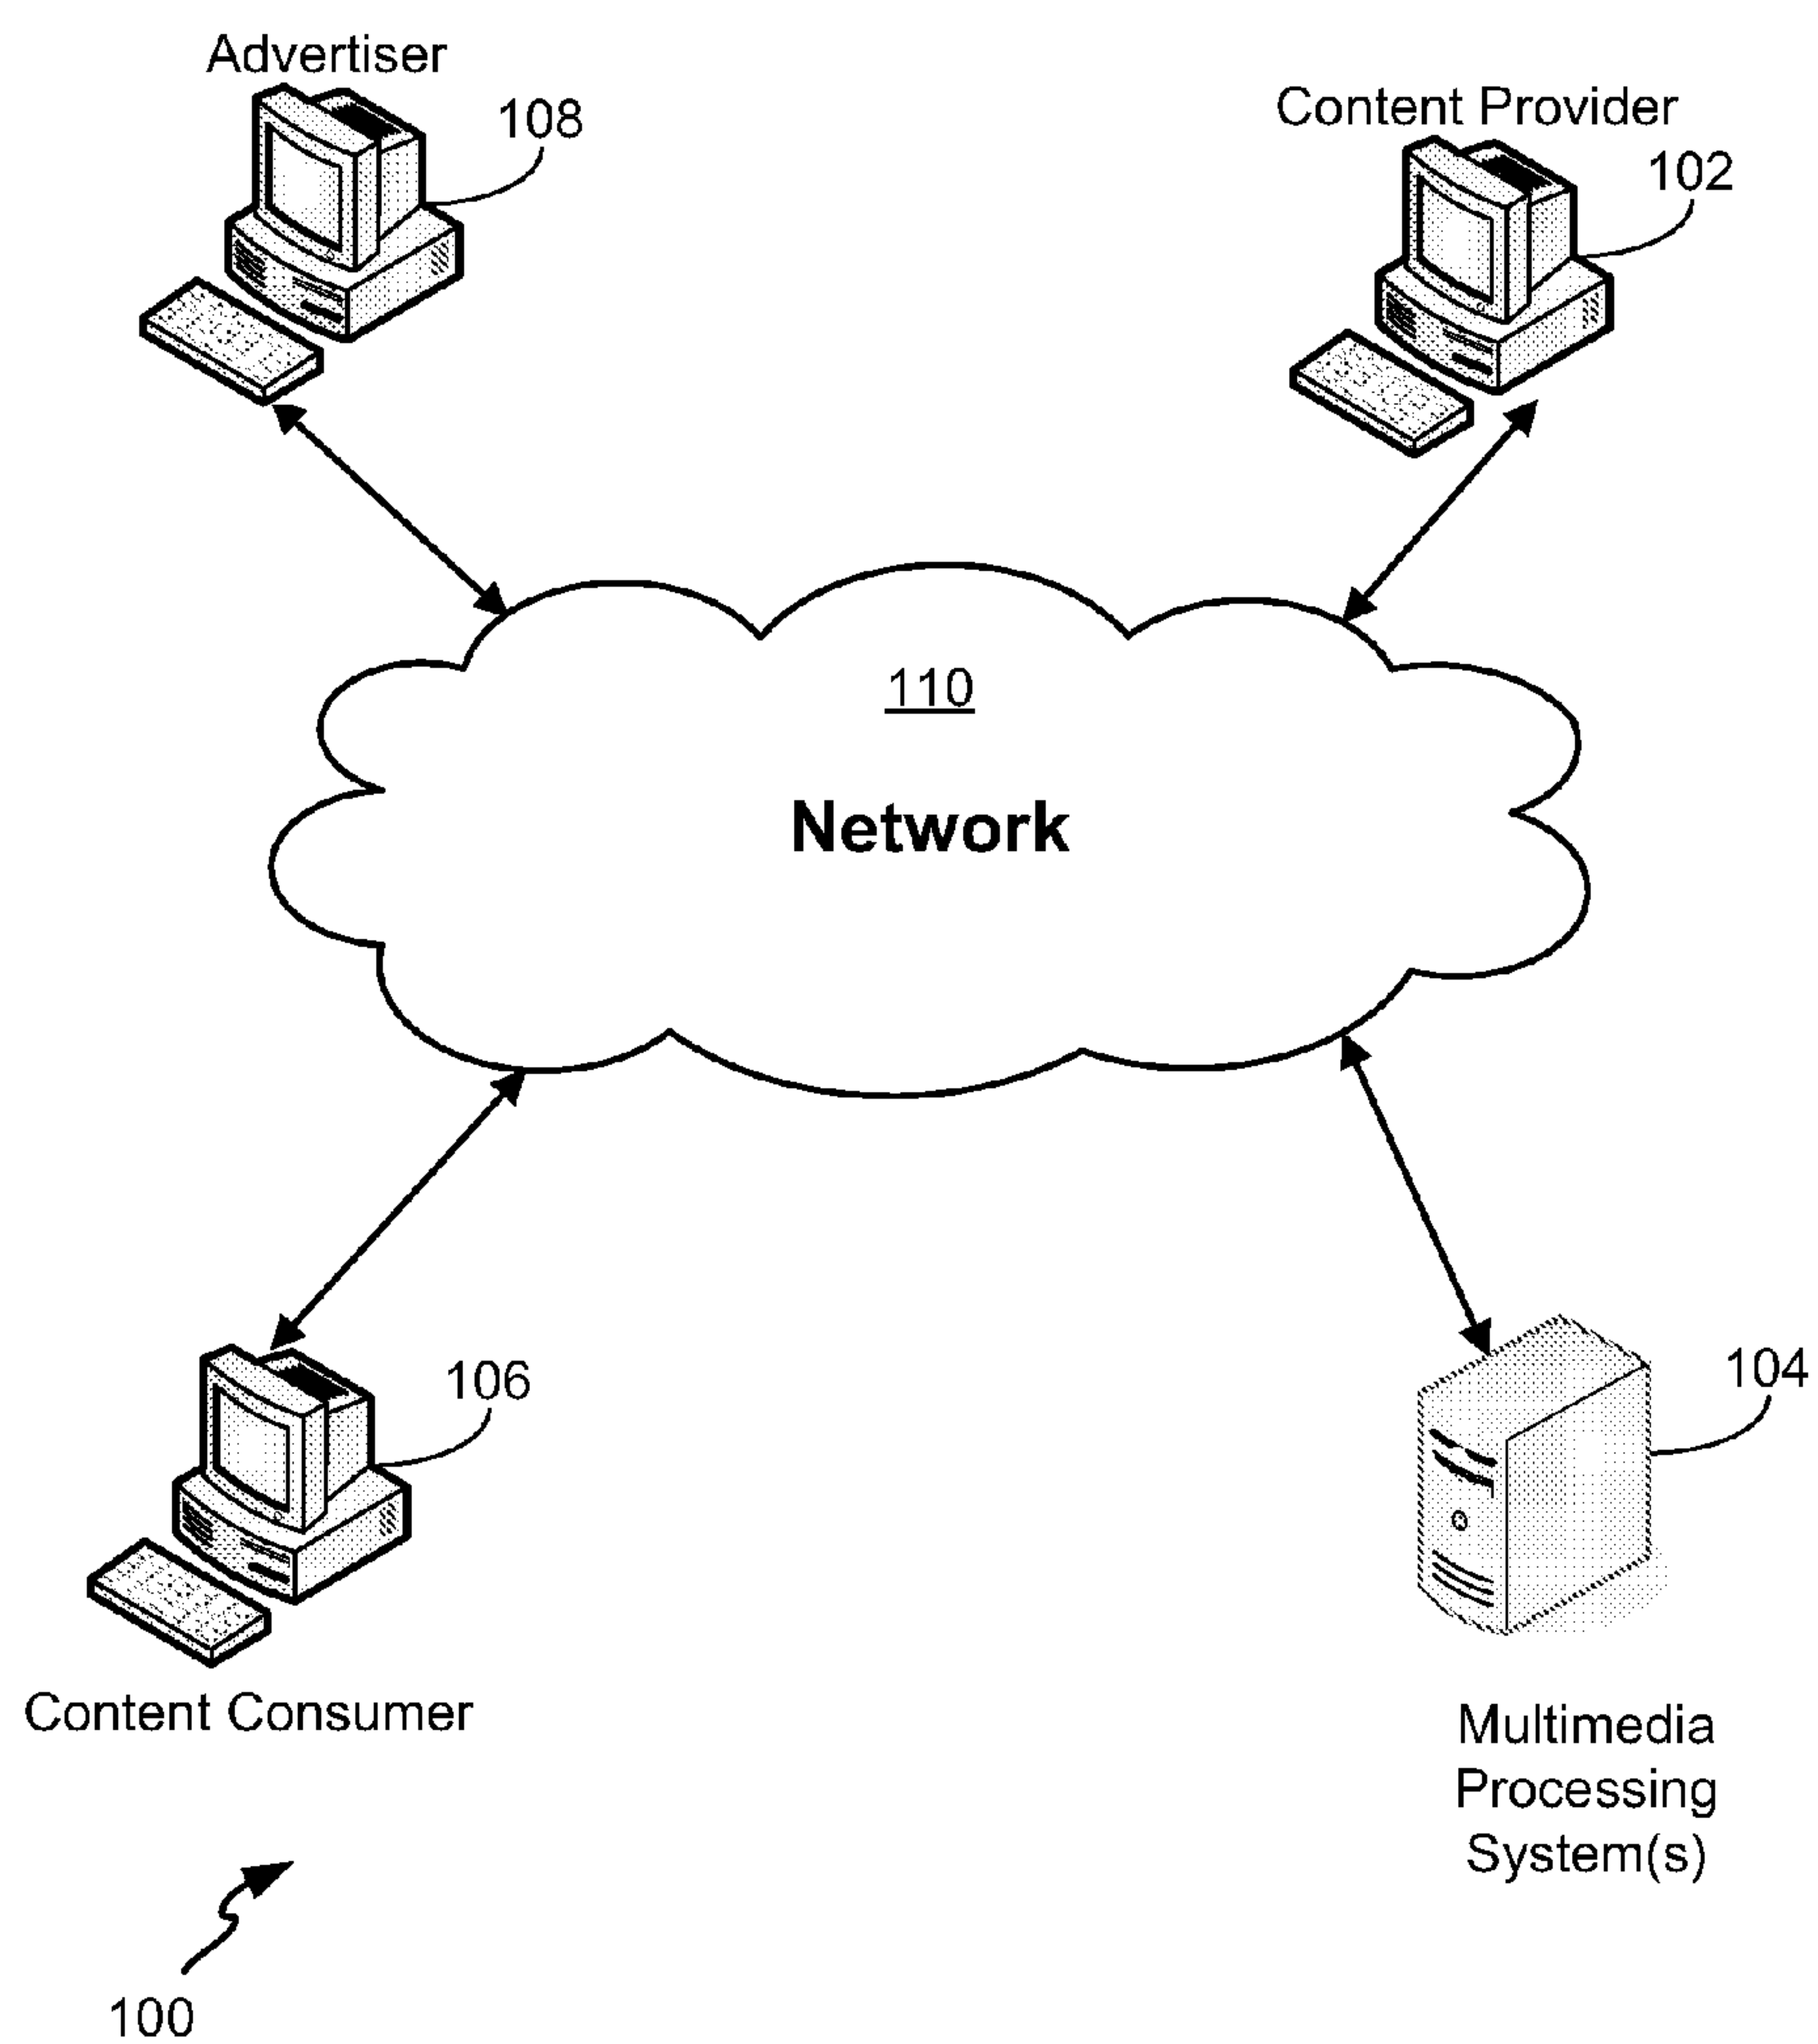 Advertiser
108
Content Provider
102
110
Network
106
104
Content Consumer
Multimedia
Processing
System(s)
100